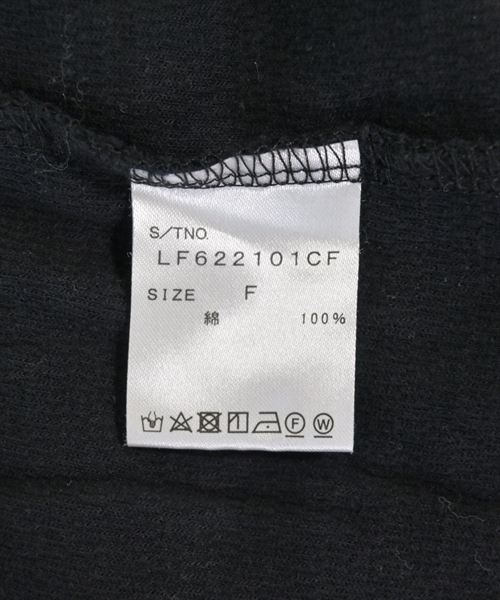 S/TNO.
LF622101CF
SIZE F
綿 100%
F W